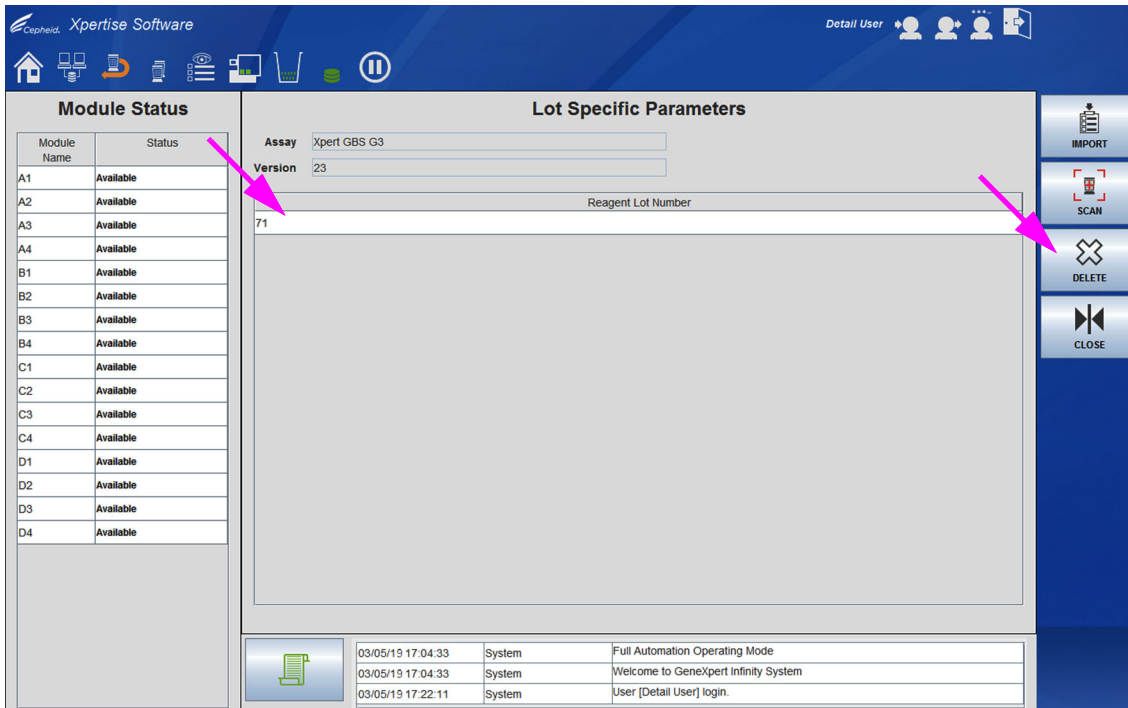 Cepheid. Xpertise Software
Detail User
Module Status
Module Name Status
A1 Available
A2 Available
A3 Available
A4 Available
B1 Available
B2 Available
B3 Available
B4 Available
C1 Available
C2 Available
C3 Available
C4 Available
D1 Available
D2 Available
D3 Available
D4 Available
Lot Specific Parameters
Assay Xpert GBS G3
Version 23
Reagent Lot Number
71
IMPORT
SCAN
DELETE
CLOSE
03/05/19 17:04:33 System Full Automation Operating Mode
03/05/19 17:04:33 System Welcome to GeneXpert Infinity System
03/05/19 17:22:11 System User [Detail User] login.